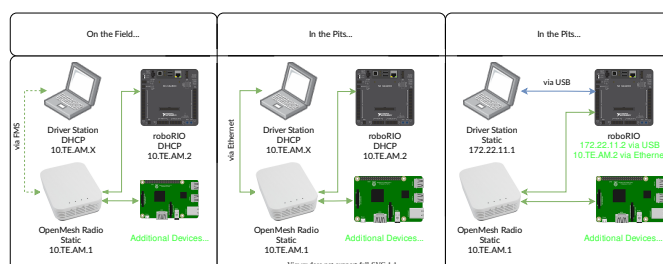 On the Field...
In the Pits...
In the Pits...
via FMS
Driver Station
DHCP
10.TE.AM.X
roboRIO
DHCP
10.TE.AM.2
OpenMesh Radio
Static
10.TE.AM.1
Additional Devices...
via Ethernet
Driver Station
DHCP
10.TE.AM.X
roboRIO
DHCP
10.TE.AM.2
OpenMesh Radio
Static
10.TE.AM.1
Additional Devices...
via USB
Driver Station
Static
172.22.11.1
roboRIO
172.22.11.2 via USB
10.TE.AM.2 via Etherne
OpenMesh Radio
Static
10.TE.AM.1
Additional Devices...